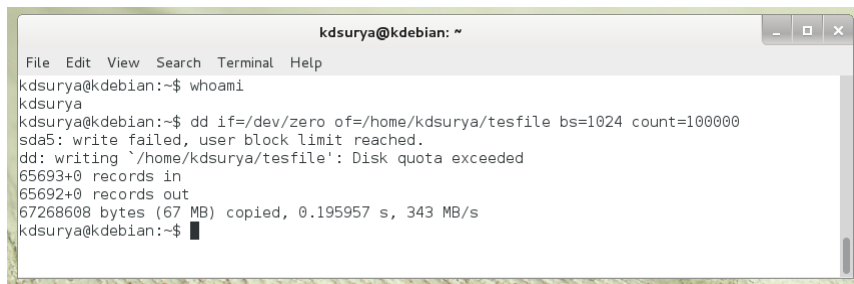 kdsurya@kdebian: ~
File Edit View Search Terminal Help
kdsurya@kdebian:~$ whoami
kdsurya
kdsurya@kdebian:~$ dd if=/dev/zero of=/home/kdsurya/tesfile bs=1024 count=100000
sda5: write failed, user block limit reached.
dd: writing `/home/kdsurya/tesfile': Disk quota exceeded
65693+0 records in
65692+0 records out
67268608 bytes (67 MB) copied, 0.195957 s, 343 MB/s
kdsurya@kdebian:~$